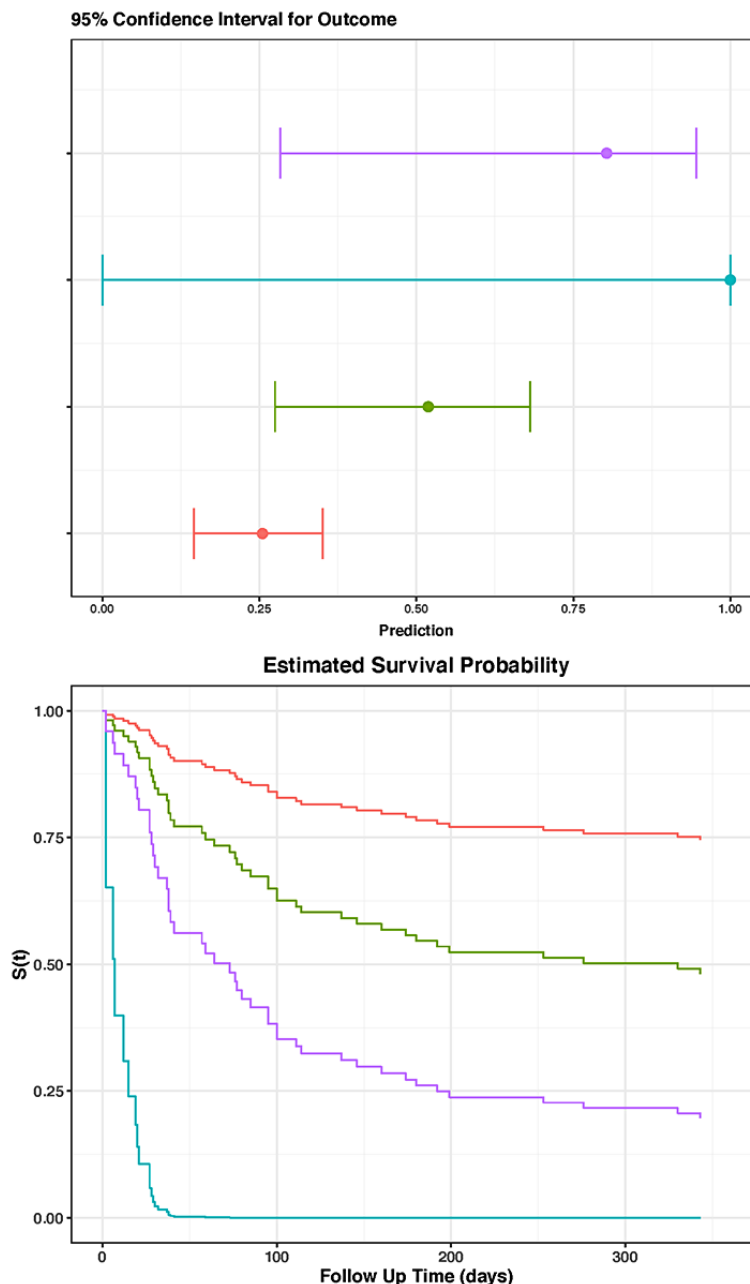 95% Confidence Interval for Outcome
0.00 0.25 0.50 0.75 1.00
Prediction
Estimated Survival Probability
1.00
0.75
0.50
0.25
0.00
S(t)
0 100 200 300
Follow Up Time (days)